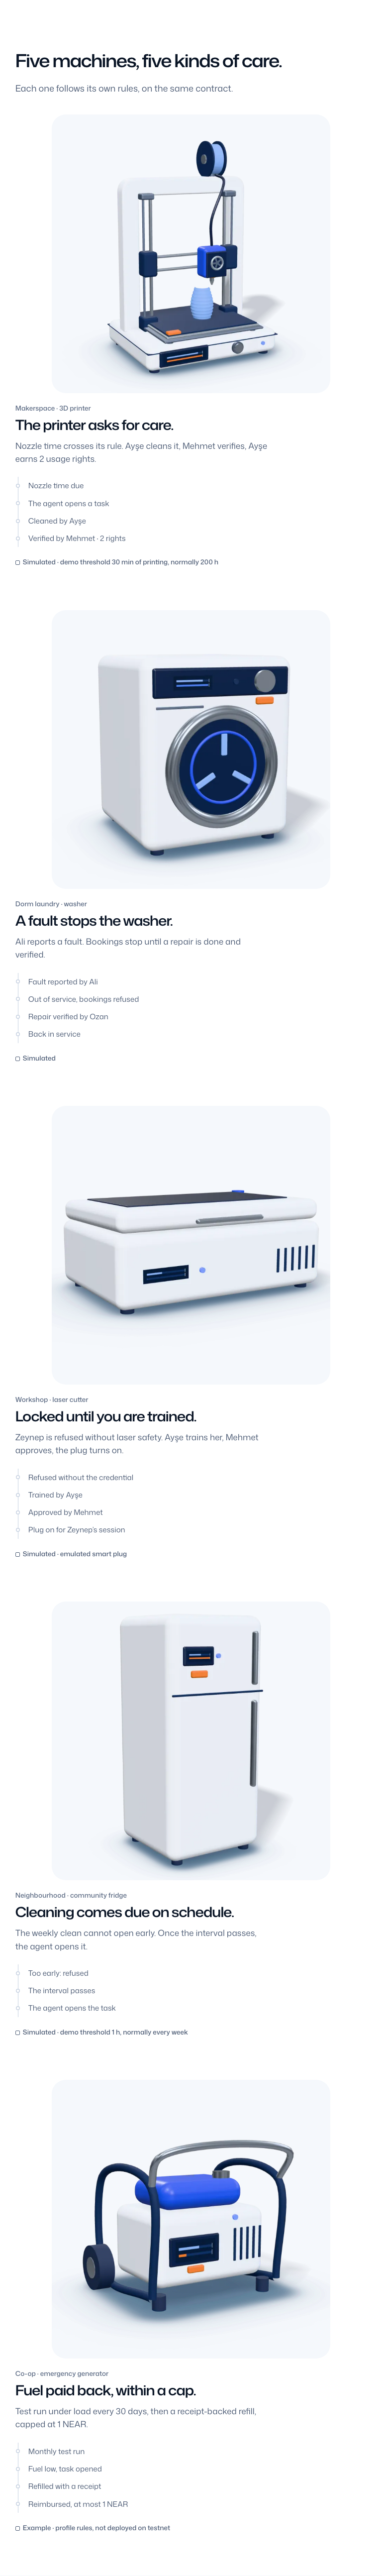 Five machines, five kinds of care.
Each one follows its own rules, on the same contract.
Makerspace · 3D printer
The printer asks for care.
Nozzle time crosses its rule. Ayşe cleans it, Mehmet verifies, Ayşe
earns 2 usage rights.
Nozzle time due
The agent opens a task
Cleaned by Ayşe
Verified by Mehmet · 2 rights
Simulated · demo threshold 30 min of printing, normally 200 h
Dorm laundry · washer
A fault stops the washer.
Ali reports a fault. Bookings stop until a repair is done and
verified.
Fault reported by Ali
Out of service, bookings refused
Repair verified by Ozan
Back in service
Simulated
Workshop · laser cutter
Locked until you are trained.
Zeynep is refused without laser safety. Ayşe trains her, Mehmet
approves, the plug turns on.
Refused without the credential
Trained by Ayşe
Approved by Mehmet
Plug on for Zeynep's session
Simulated · emulated smart plug
Neighbourhood · community fridge
Cleaning comes due on schedule.
The weekly clean cannot open early. Once the interval passes,
the agent opens it.
Too early: refused
The interval passes
The agent opens the task
Simulated · demo threshold 1 h, normally every week
Co-op · emergency generator
Fuel paid back, within a cap.
Test run under load every 30 days, then a receipt-backed refill,
capped at 1 NEAR.
Monthly test run
Fuel low, task opened
Refilled with a receipt
Reimbursed, at most 1 NEAR
Example · profile rules, not deployed on testnet